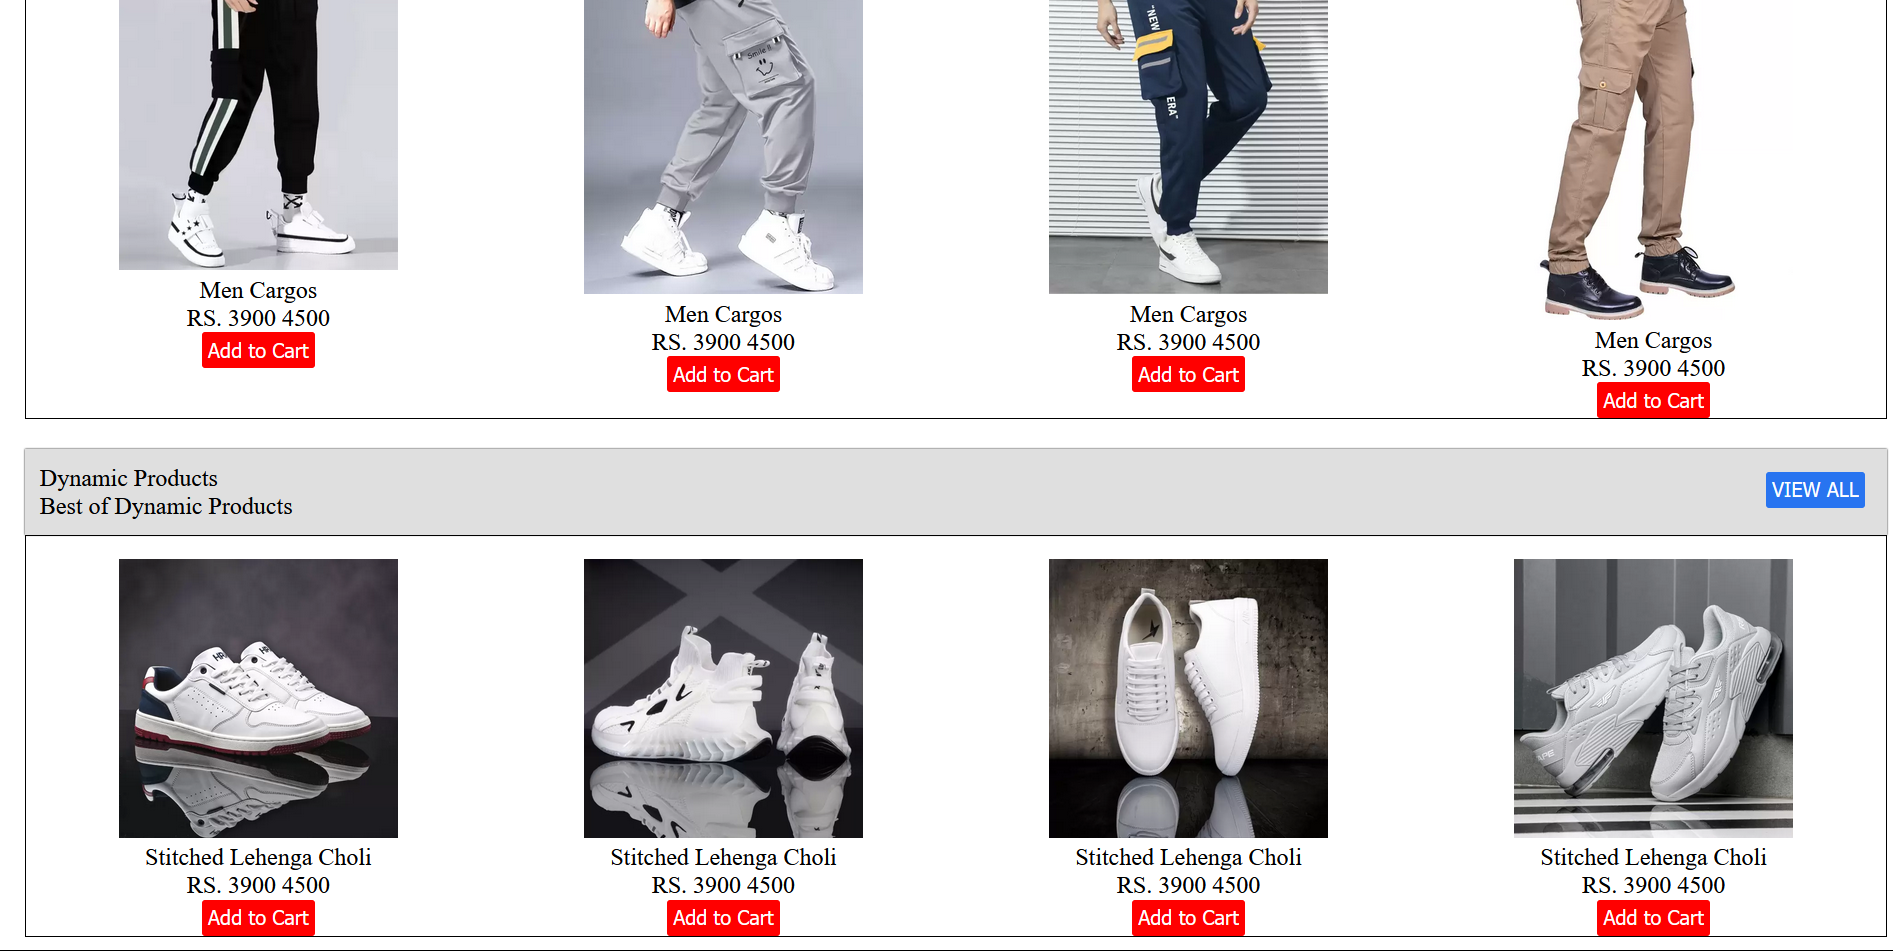 "NEW
ERA"
Smile it
Men Cargos
RS. 3900 4500
Add to Cart
Men Cargos
RS. 3900 4500
Add to Cart
Men Cargos
RS. 3900 4500
Add to Cart
Men Cargos
RS. 3900 4500
Add to Cart
Dynamic Products
Best of Dynamic Products
VIEW ALL
Stitched Lehenga Choli
RS. 3900 4500
Add to Cart
Stitched Lehenga Choli
RS. 3900 4500
Add to Cart
Stitched Lehenga Choli
RS. 3900 4500
Add to Cart
Stitched Lehenga Choli
RS. 3900 4500
Add to Cart